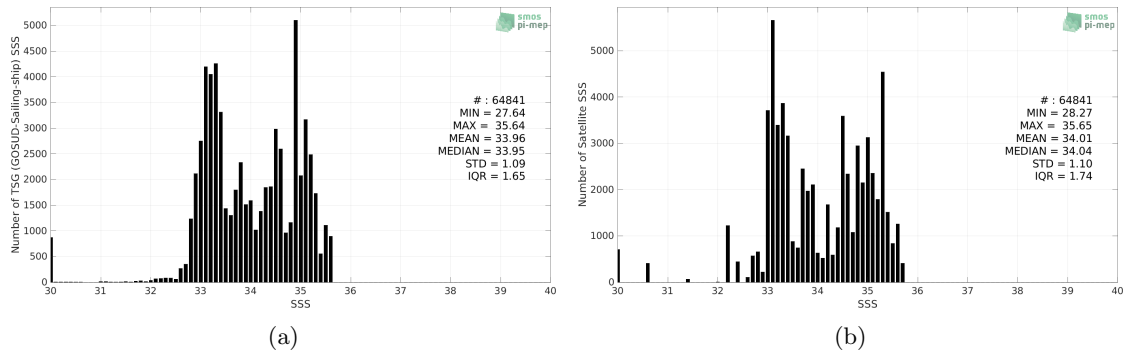 Number of TSG (GOSUD-Sailing-ship) SSS
5000
4500
4000
3500
3000
2500
2000
1500
1000
500
0
30 31 32 33 34 35 36 37 38 39 40
SSS
smos
pi-mep
# : 64841
MIN = 27.64
MAX = 35.64
MEAN = 33.96
MEDIAN = 33.95
STD = 1.09
IQR = 1.65
(a)
Number of Satellite SSS
5000
4000
3000
2000
1000
0
30 31 32 33 34 35 36 37 38 39 40
SSS
smos
pi-mep
# : 64841
MIN = 28.27
MAX = 35.65
MEAN = 34.01
MEDIAN = 34.04
STD = 1.10
IQR = 1.74
(b)